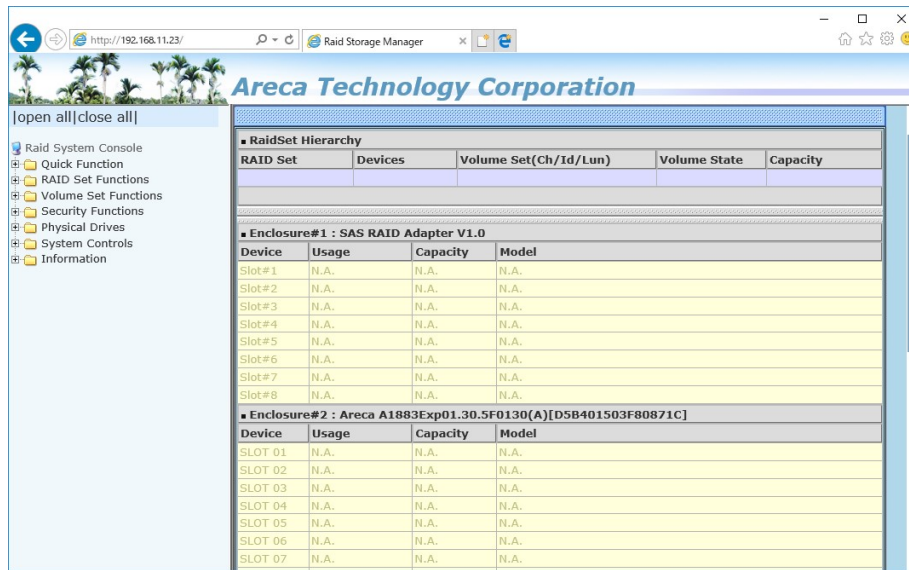 http://192.168.11.23/
Raid Storage Manager
Areca Technology Corporation
|open all|close all|
Raid System Console
Quick Function
RAID Set Functions
Volume Set Functions
Security Functions
Physical Drives
System Controls
Information
RaidSet Hierarchy
RAID Set Devices Volume Set(Ch/Id/Lun) Volume State Capacity
Enclosure#1 : SAS RAID Adapter V1.0
Device Usage Capacity Model
Slot#1 N.A. N.A. N.A.
Slot#2 N.A. N.A. N.A.
Slot#3 N.A. N.A. N.A.
Slot#4 N.A. N.A. N.A.
Slot#5 N.A. N.A. N.A.
Slot#6 N.A. N.A. N.A.
Slot#7 N.A. N.A. N.A.
Slot#8 N.A. N.A. N.A.
Enclosure#2 : Areca A1883Exp01.30.5F0130(A)[D5B401503F80871C]
Device Usage Capacity Model
SLOT 01 N.A. N.A. N.A.
SLOT 02 N.A. N.A. N.A.
SLOT 03 N.A. N.A. N.A.
SLOT 04 N.A. N.A. N.A.
SLOT 05 N.A. N.A. N.A.
SLOT 06 N.A. N.A. N.A.
SLOT 07 N.A. N.A. N.A.